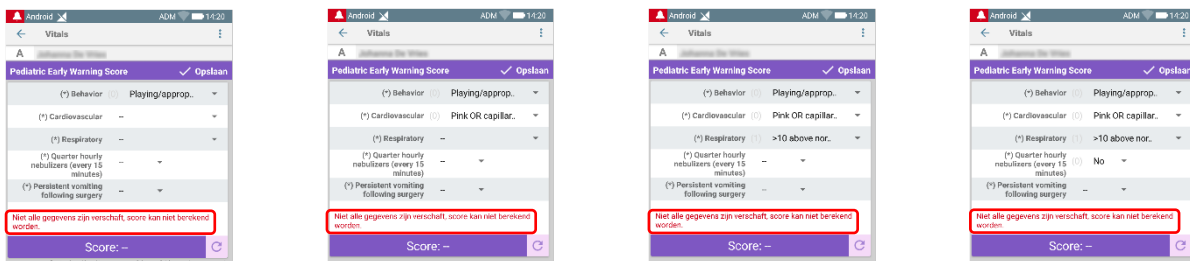 Android ADM 14:20
Vitals
A
Pediatric Early Warning Score Opslaan
(*) Behavior (0) Playing/approp..
(*) Cardiovascular --
(*) Respiratory --
(*) Quarter hourly
nebulizers (every 15 --
minutes)
(*) Persistent vomiting
following surgery --
Niet alle gegevens zijn verschaft, score kan niet berekend
worden.
Score: --
Android ADM 14:20
Vitals
A
Pediatric Early Warning Score Opslaan
(*) Behavior (0) Playing/approp..
(*) Cardiovascular (0) Pink OR capillar..
(*) Respiratory --
(*) Quarter hourly
nebulizers (every 15 --
minutes)
(*) Persistent vomiting
following surgery --
Niet alle gegevens zijn verschaft, score kan niet berekend
worden.
Score: --
Android ADM 14:20
Vitals
A
Pediatric Early Warning Score Opslaan
(*) Behavior (0) Playing/approp..
(*) Cardiovascular (0) Pink OR capillar..
(*) Respiratory (1) >10 above nor..
(*) Quarter hourly
nebulizers (every 15 --
minutes)
(*) Persistent vomiting
following surgery --
Niet alle gegevens zijn verschaft, score kan niet berekend
worden.
Score: --
Android ADM 14:20
Vitals
A
Pediatric Early Warning Score Opslaan
(*) Behavior (0) Playing/approp..
(*) Cardiovascular (0) Pink OR capillar..
(*) Respiratory (1) >10 above nor..
(*) Quarter hourly
nebulizers (every 15 (0) No
minutes)
(*) Persistent vomiting
following surgery --
Niet alle gegevens zijn verschaft, score kan niet berekend
worden.
Score: --